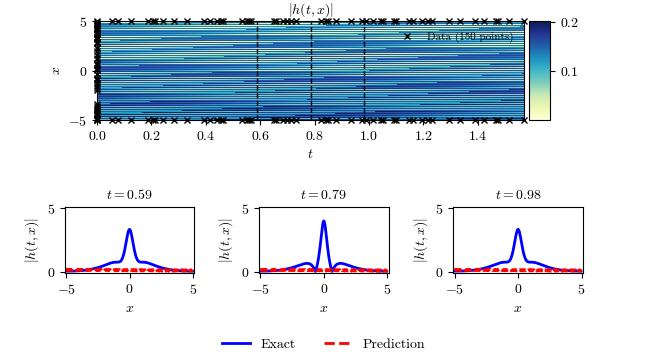 |h(t, x)|
5
0
−5
x
Data (150 points)
0.2
0.1
0.0 0.2 0.4 0.6 0.8 1.0 1.2 1.4
t
t = 0.59 t = 0.79 t = 0.98
|h(t, x)| |h(t, x)| |h(t, x)|
5 5 5
0 0 0
−5 0 5 −5 0 5 −5 0 5
x x x
Exact Prediction